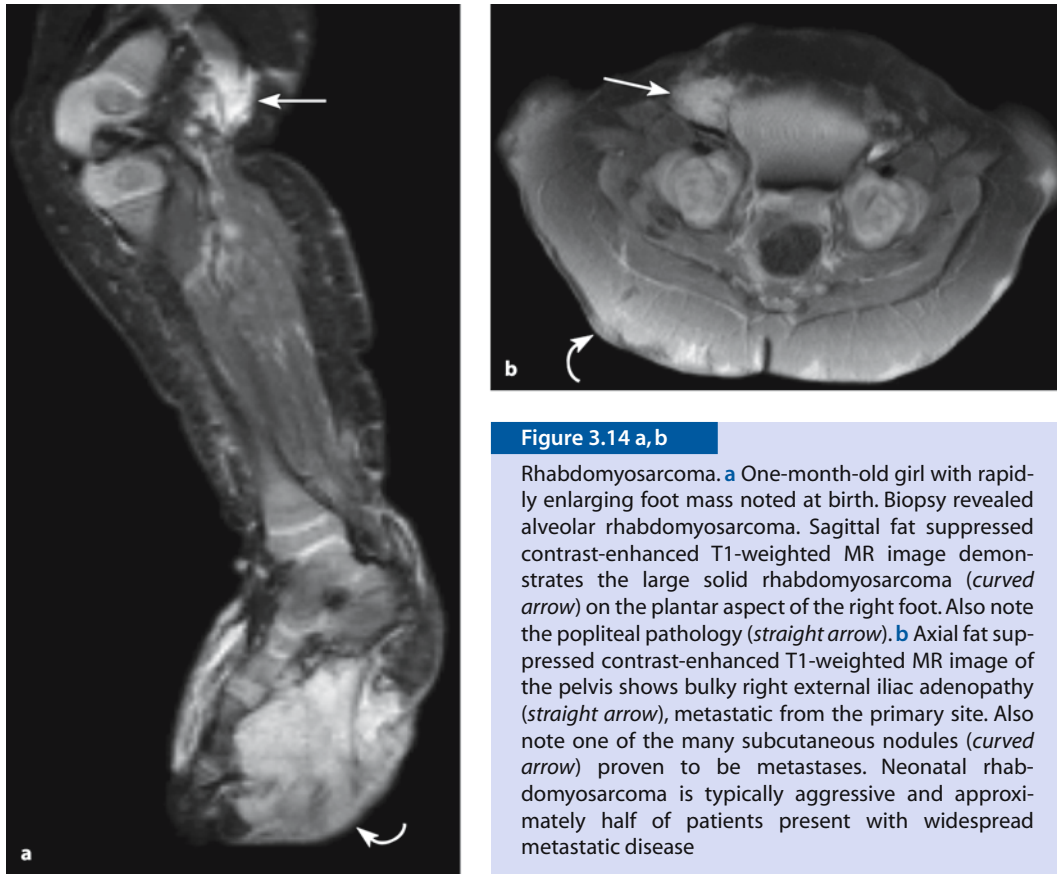 a
b
Figure 3.14 a, b
Rhabdomyosarcoma. a One-month-old girl with rapid-
ly enlarging foot mass noted at birth. Biopsy revealed
alveolar rhabdomyosarcoma. Sagittal fat suppressed
contrast-enhanced T1-weighted MR image demon-
strates the large solid rhabdomyosarcoma (curved
arrow) on the plantar aspect of the right foot. Also note
the popliteal pathology (straight arrow). b Axial fat sup-
pressed contrast-enhanced T1-weighted MR image of
the pelvis shows bulky right external iliac adenopathy
(straight arrow), metastatic from the primary site. Also
note one of the many subcutaneous nodules (curved
arrow) proven to be metastases. Neonatal rhab-
domyosarcoma is typically aggressive and approxi-
mately half of patients present with widespread
metastatic disease